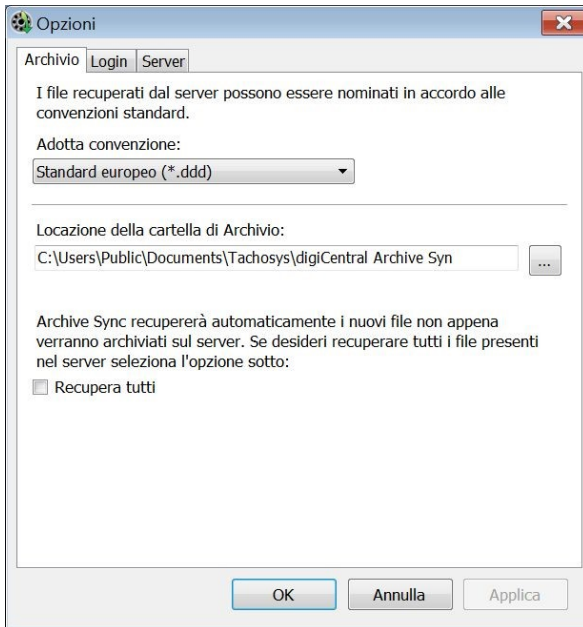 Opzioni
Archivio Login Server
I file recuperati dal server possono essere nominati in accordo alle
convenzioni standard.
Adotta convenzione:
Standard europeo (*.ddd)
Locazione della cartella di Archivio:
C:\Users\Public\Documents\Tachosys\digiCentral Archive Syn
...
Archive Sync recupererà automaticamente i nuovi file non appena
verranno archiviati sul server. Se desideri recuperare tutti i file presenti
nel server seleziona l'opzione sotto:
Recupera tutti
OK Annulla Applica